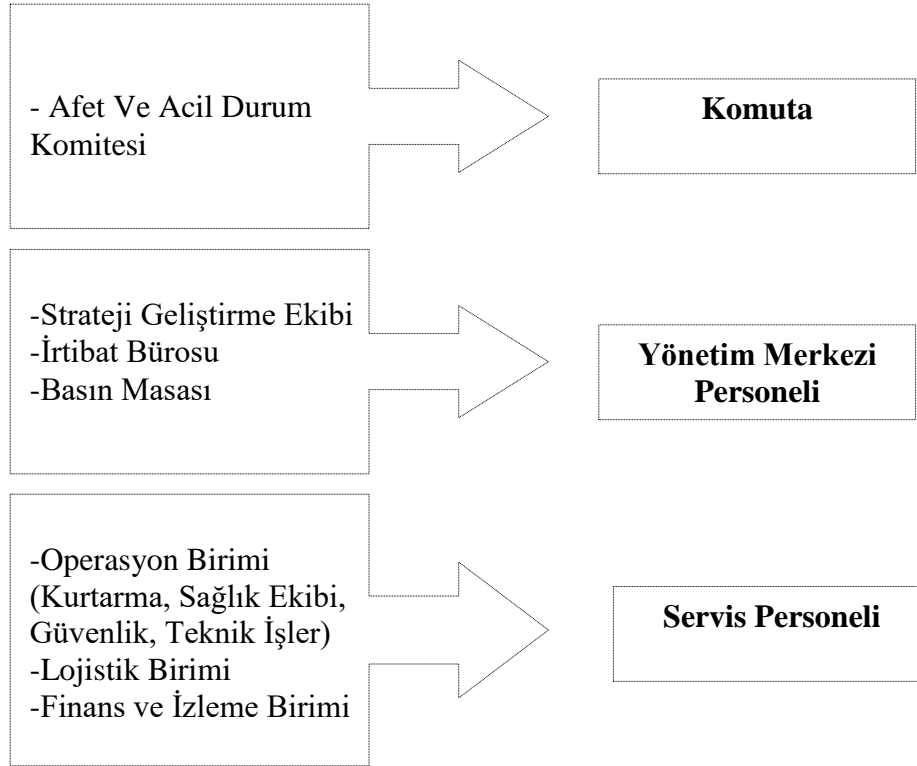 - Afet Ve Acil Durum
Komitesi
Komuta
-Strateji Geliştirme Ekibi
-İrtibat Bürosu
-Basın Masası
Yönetim Merkezi
Personeli
-Operasyon Birimi
(Kurtarma, Sağlık Ekibi,
Güvenlik, Teknik İşler)
-Lojistik Birimi
-Finans ve İzleme Birimi
Servis Personeli